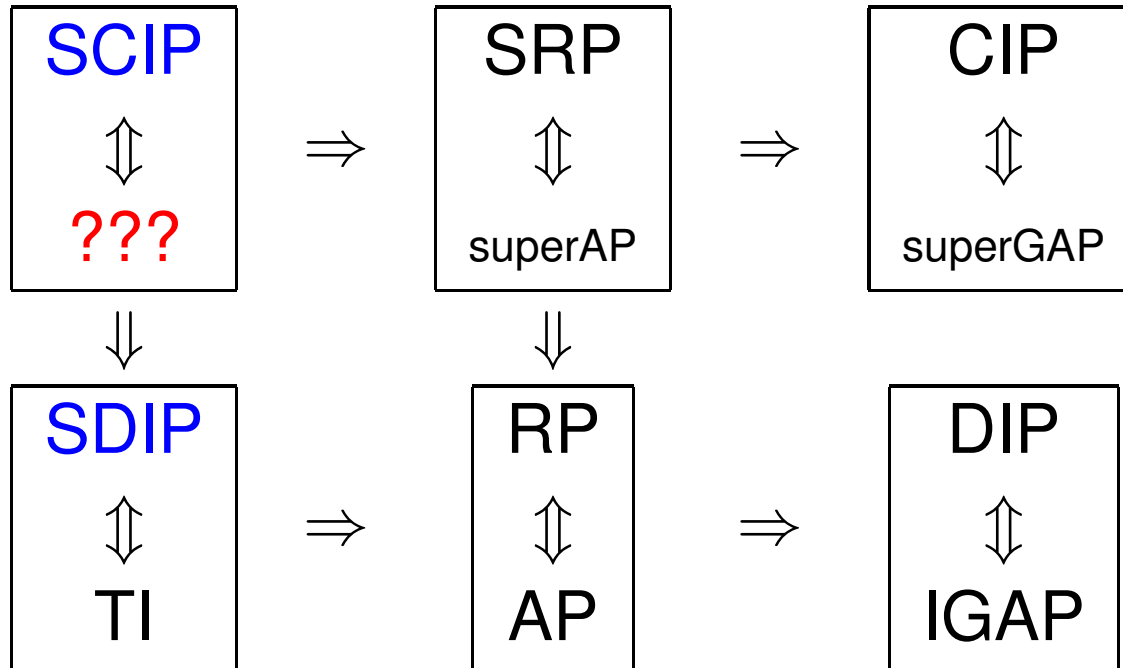 SCIP SRP CIP
⇕ ⇒ ⇕ ⇒ ⇕
??? superAP superGAP
⇓ ⇓
SDIP RP DIP
⇕ ⇒ ⇕ ⇒ ⇕
TI AP IGAP